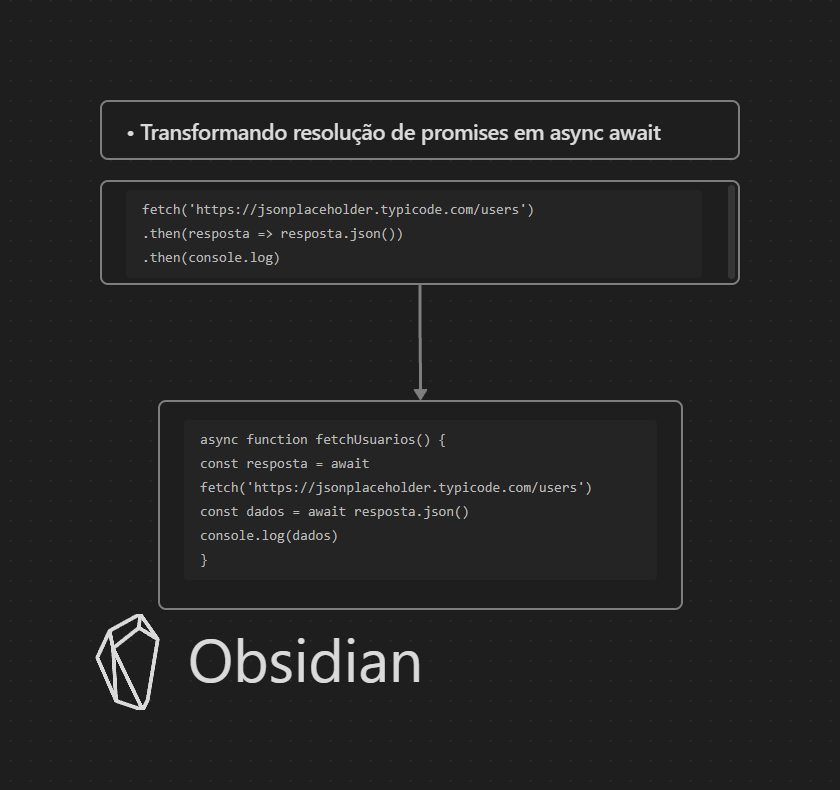 • Transformando resolução de promises em async await
fetch('https://jsonplaceholder.typicode.com/users')
.then(resposta => resposta.json())
.then(console.log)
async function fetchUsuarios() {
const resposta = await
fetch('https://jsonplaceholder.typicode.com/users')
const dados = await resposta.json()
console.log(dados)
}
Obsidian